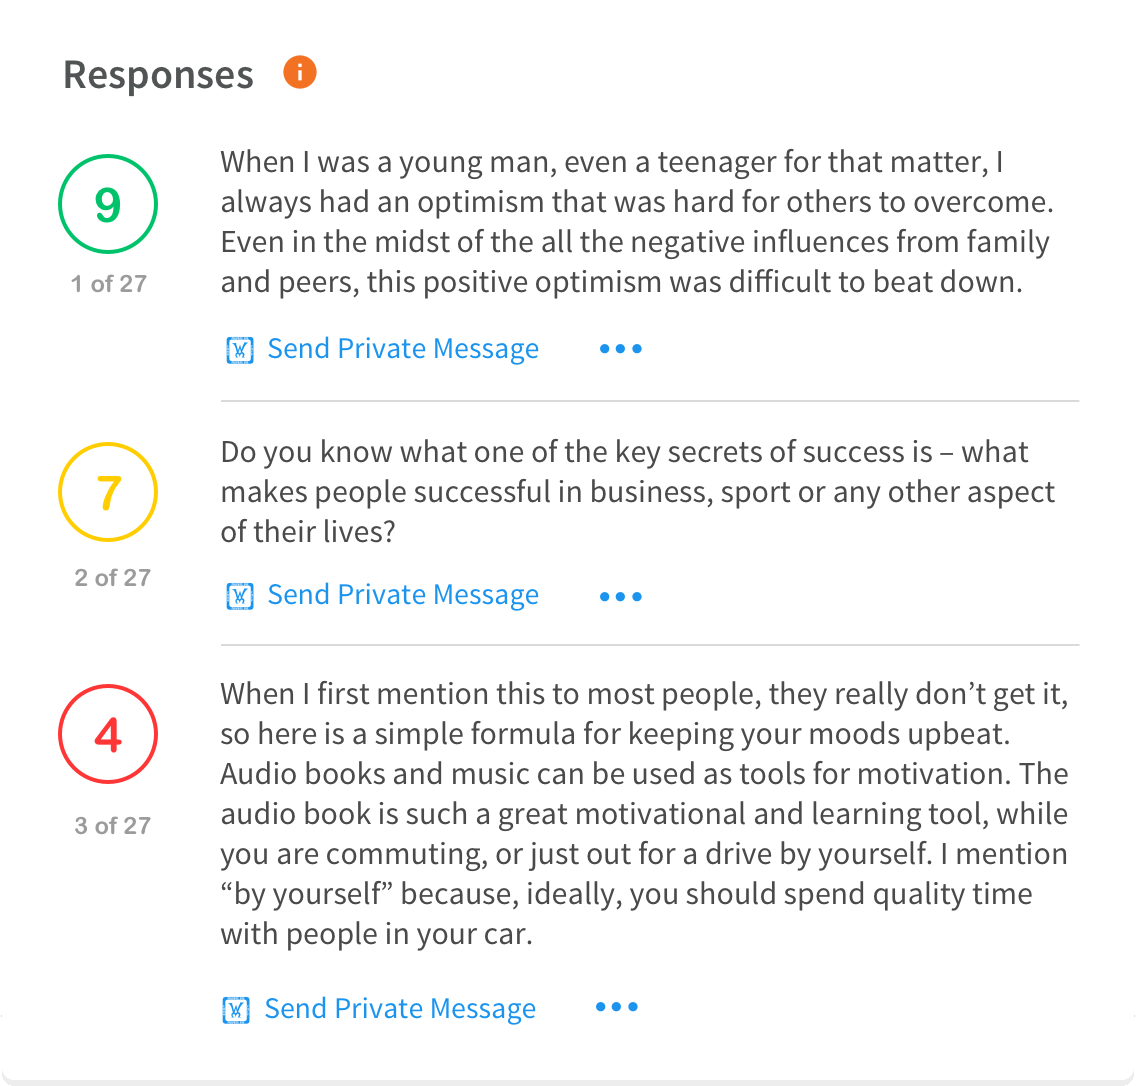 Responses
9
1 of 27
When I was a young man, even a teenager for that matter, I
always had an optimism that was hard for others to overcome.
Even in the midst of the all the negative influences from family
and peers, this positive optimism was difficult to beat down.
Send Private Message
7
2 of 27
Do you know what one of the key secrets of success is – what
makes people successful in business, sport or any other aspect
of their lives?
Send Private Message
4
3 of 27
When I first mention this to most people, they really don’t get it,
so here is a simple formula for keeping your moods upbeat.
Audio books and music can be used as tools for motivation. The
audio book is such a great motivational and learning tool, while
you are commuting, or just out for a drive by yourself. I mention
“by yourself” because, ideally, you should spend quality time
with people in your car.
Send Private Message